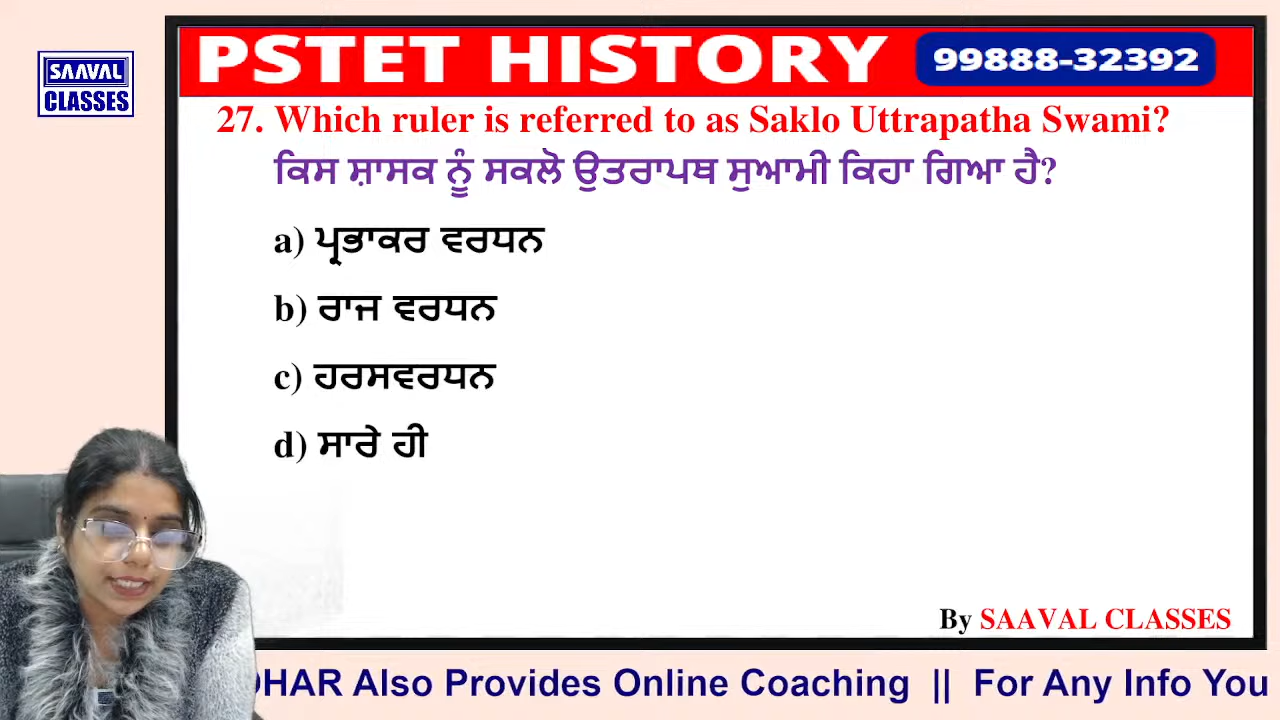 SAAVAL
CLASSES
PSTET HISTORY
99888-32392
27. Which ruler is referred to as Saklo Uttrapatha Swami?
ਕਿਸ ਸ਼ਾਸਕ ਨੂੰ ਸਕਲੋ ਉਤਰਾਪਥ ਸੁਆਮੀ ਕਿਹਾ ਗਿਆ ਹੈ?
a) ਪ੍ਰਭਾਕਰ ਵਰਧਨ
b) ਰਾਜ ਵਰਧਨ
c) ਹਰਸਵਰਧਨ
d) ਸਾਰੇ ਹੀ
By SAAVAL CLASSES
Also Provides Online Coaching || For Any Info You